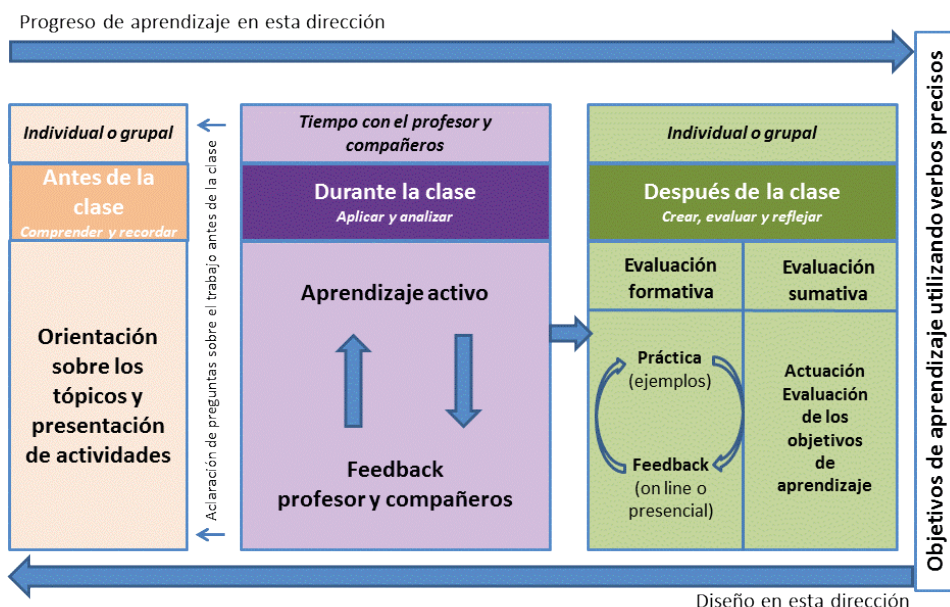 Progreso de aprendizaje en esta dirección
Individual o grupal
Antes de la
clase
Comprender y recordar
Orientación
sobre los
tópicos y
presentación
de actividades
Aclaración de preguntas sobre el trabajo antes de la clase
Tiempo con el profesor y
compañeros
Durante la clase
Aplicar y analizar
Aprendizaje activo
Feedback
profesor y compañeros
Individual o grupal
Después de la clase
Crear, evaluar y reflejar
Evaluación
formativa
Práctica
(ejemplos)
Feedback
(on line o
presencial)
Evaluación
sumativa
Actuación
Evaluación
de los
objetivos
de
aprendizaje
Objetivos de aprendizaje utilizando verbos precisos
Diseño en esta dirección